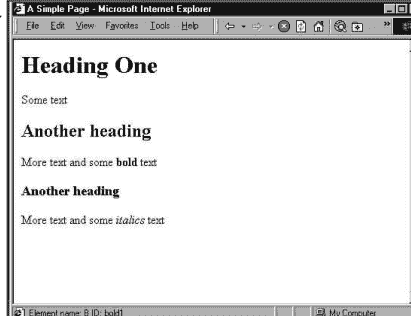 A Simple Page - Microsoft Internet Explorer
File Edit View Favorites Tools Help
Heading One
Some text
Another heading
More text and some bold text
Another heading
More text and some italics text
Element name: B ID: bold1 My Computer